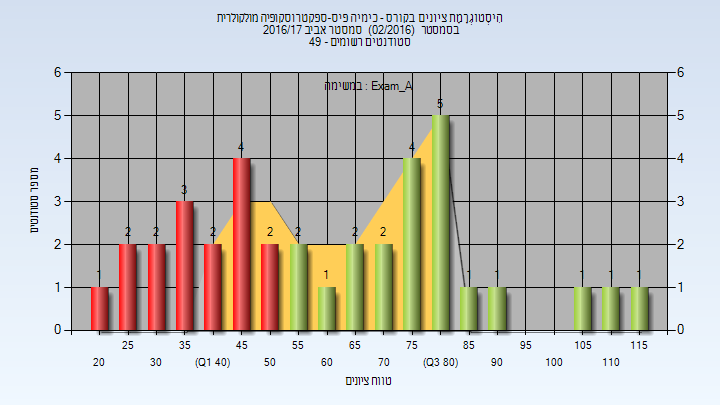 הִיסְטוֹגְרָמַת ציונים בקורס - כימיה פיס-ספקטרוסקופיה מולקולרית
בסמסטר (02/2016) סמסטר אביב 2016/17
סטודנטים רשומים - 49
במשימה : Exam_A
מספר סטודנטים
6 5 4 3 2 1 0
6 5 4 3 2 1 0
1 2 2 3 2 4 2 2 1 2 2 4 5 1 1 1 1 1
25 35 45 55 65 75 85 95 105 115
20 30 (Q1 40) 50 60 70 (Q3 80) 90 100 110
טווח ציונים